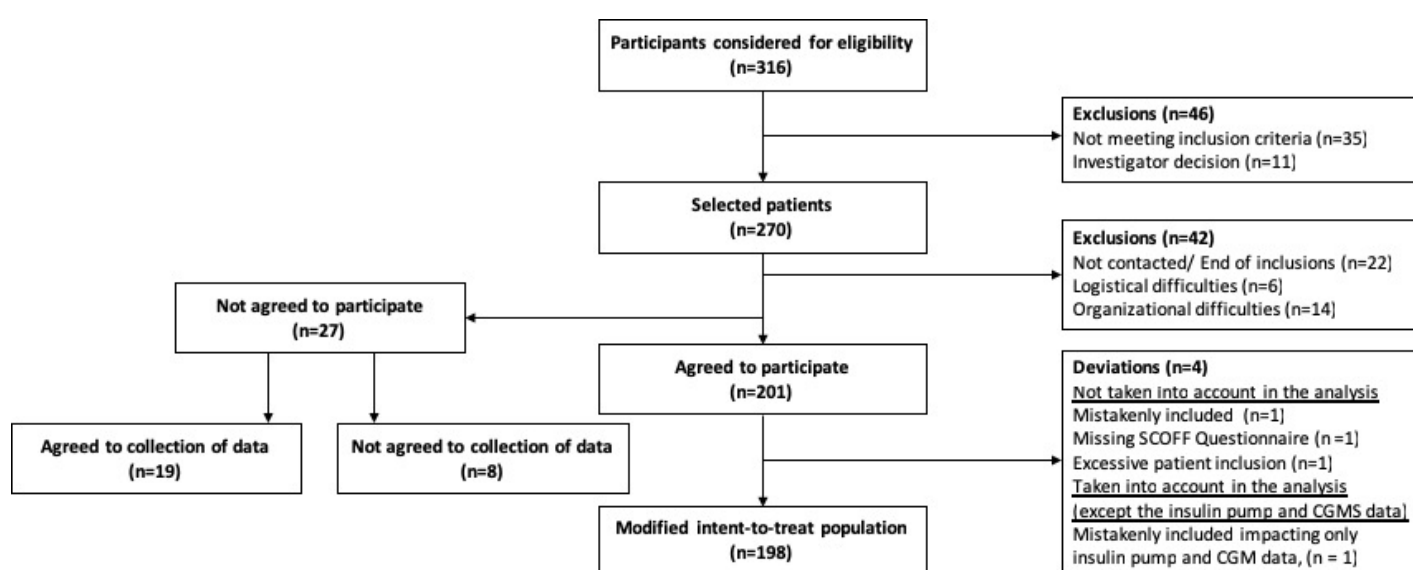 Participants considered for eligibility
(n=316)
Exclusions (n=46)
Not meeting inclusion criteria (n=35)
Investigator decision (n=11)
Selected patients
(n=270)
Exclusions (n=42)
Not contacted/ End of inclusions (n=22)
Logistical difficulties (n=6)
Organizational difficulties (n=14)
Not agreed to participate
(n=27)
Agreed to participate
(n=201)
Deviations (n=4)
Not taken into account in the analysis
Mistakenly included (n=1)
Missing SCOFF Questionnaire (n =1)
Excessive patient inclusion (n=1)
Taken into account in the analysis
(except the insulin pump and CGMS data)
Mistakenly included impacting only
insulin pump and CGM data, (n = 1)
Agreed to collection of data
(n=19)
Not agreed to collection of data
(n=8)
Modified intent-to-treat population
(n=198)